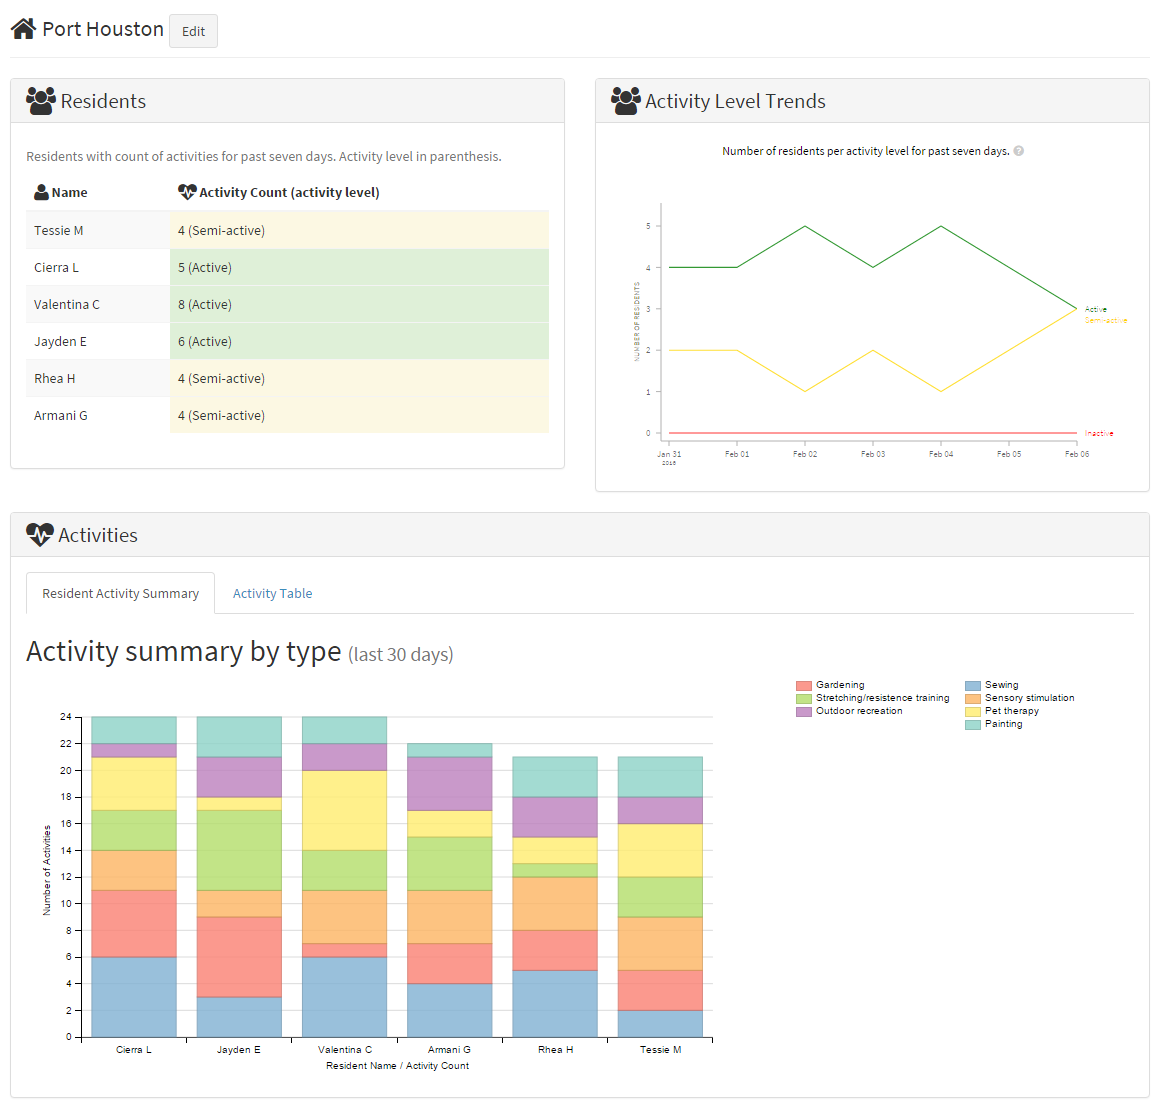 Port Houston Edit
Residents
Residents with count of activities for past seven days. Activity level in parenthesis.
Name Activity Count (activity level)
Tessie M 4 (Semi-active)
Cierra L 5 (Active)
Valentina C 8 (Active)
Jayden E 6 (Active)
Rhea H 4 (Semi-active)
Armani G 4 (Semi-active)
Activity Level Trends
Number of residents per activity level for past seven days. ?
NUMBER OF RESIDENTS
5
4
3
2
1
0
Active
Semi-active
Inactive
Jan 31 Feb 01 Feb 02 Feb 03 Feb 04 Feb 05 Feb 06
2016
Activities
Resident Activity Summary Activity Table
Activity summary by type (last 30 days)
Gardening Sewing
Stretching/resistence training Sensory stimulation
Outdoor recreation Pet therapy
Painting
Number of Activities
24
22
20
18
16
14
12
10
8
6
4
2
0
Cierra L Jayden E Valentina C Armani G Rhea H Tessie M
Resident Name / Activity Count